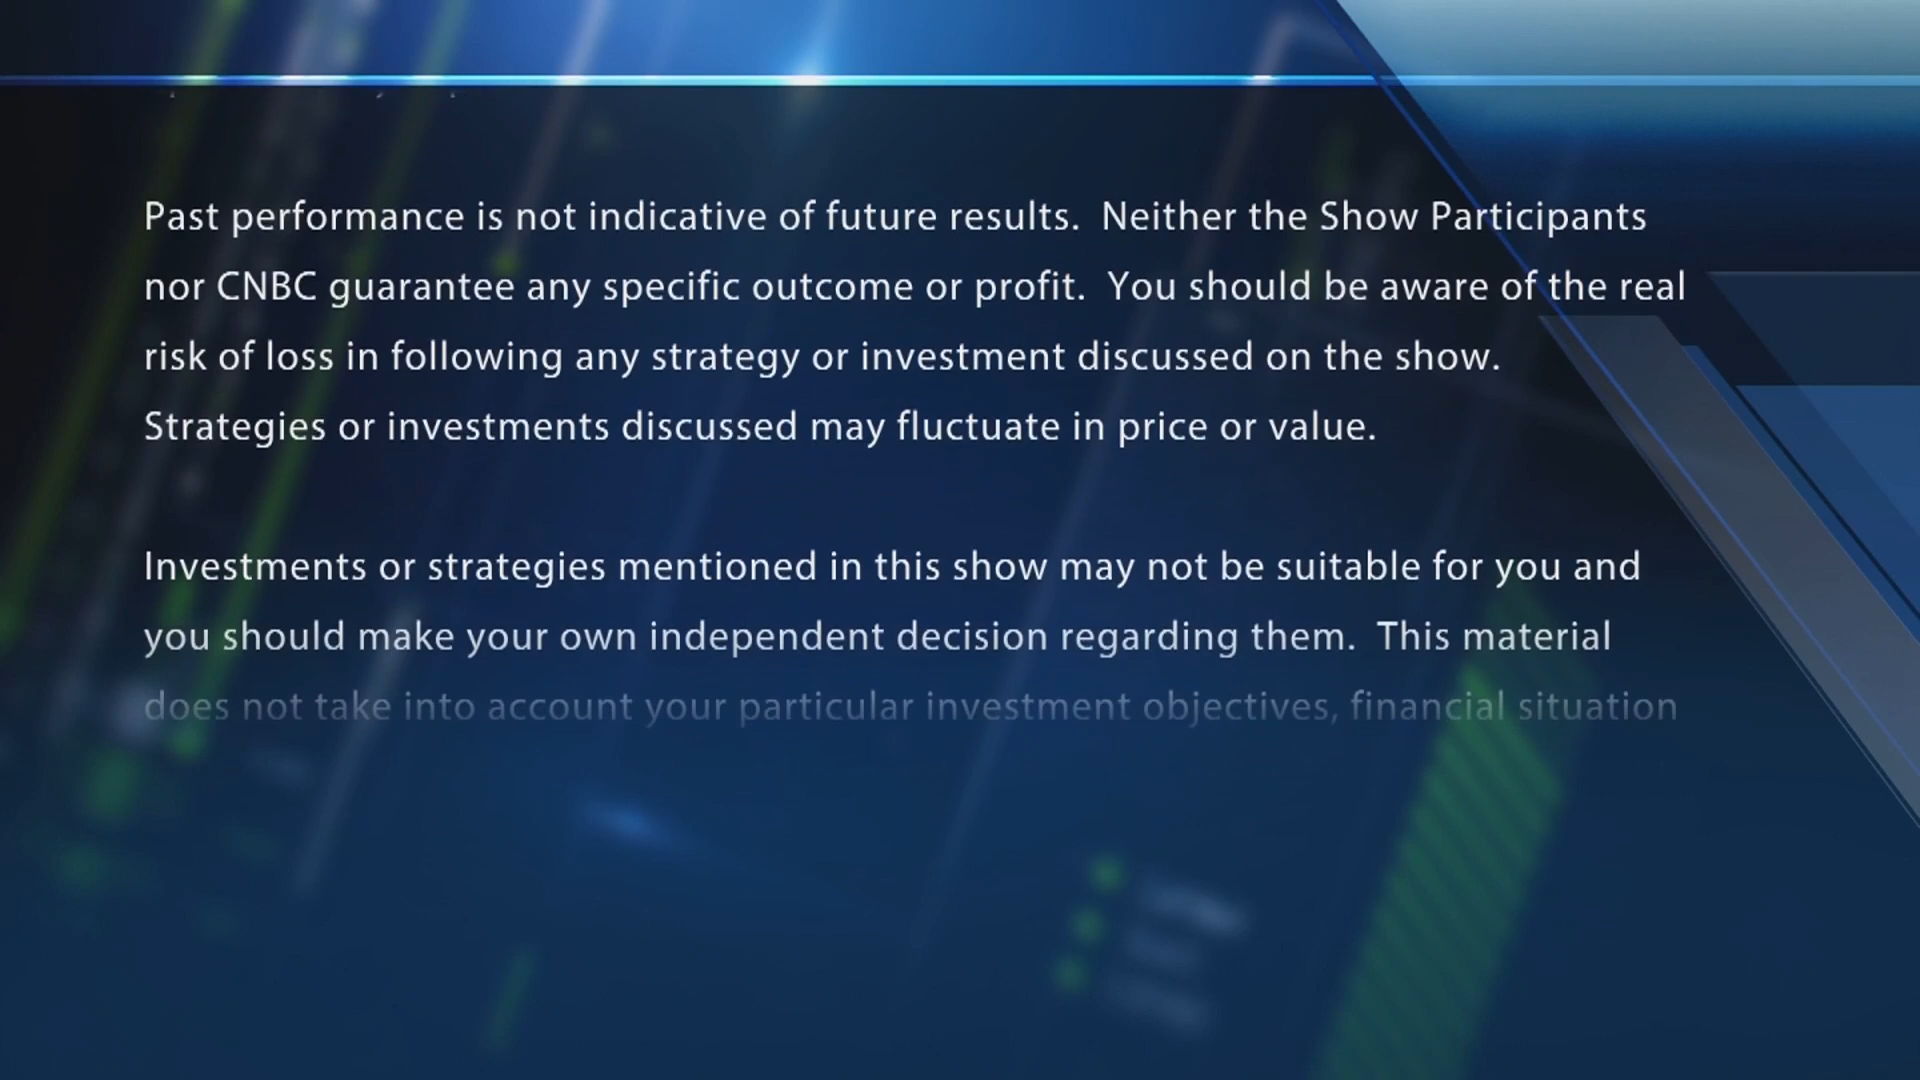 Past performance is not indicative of future results.  Neither the Show Participants
nor CNBC guarantee any specific outcome or profit.  You should be aware of the real
risk of loss in following any strategy or investment discussed on the show.
Strategies or investments discussed may fluctuate in price or value.
Investments or strategies mentioned in this show may not be suitable for you and
you should make your own independent decision regarding them.  This material
does not take into account your particular investment objectives, financial situation